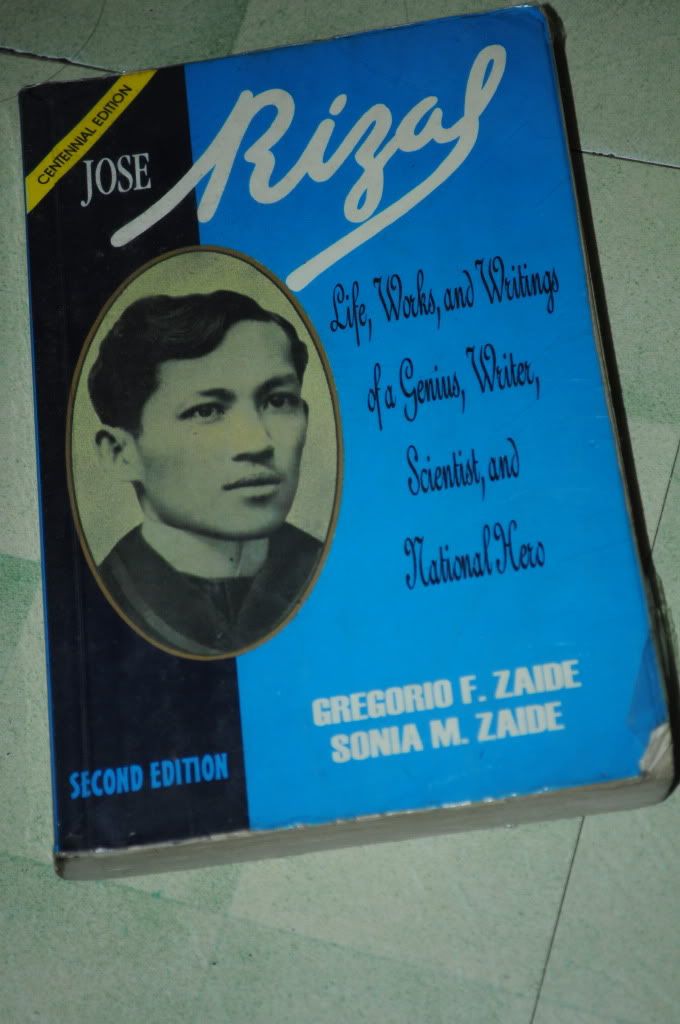 CENTENNIAL EDITION
JOSE Rizal
Life, Works, and Writings
of a Genius, Writer,
Scientist, and
National Hero
GREGORIO F. ZAIDE
SONIA M. ZAIDE
SECOND EDITION